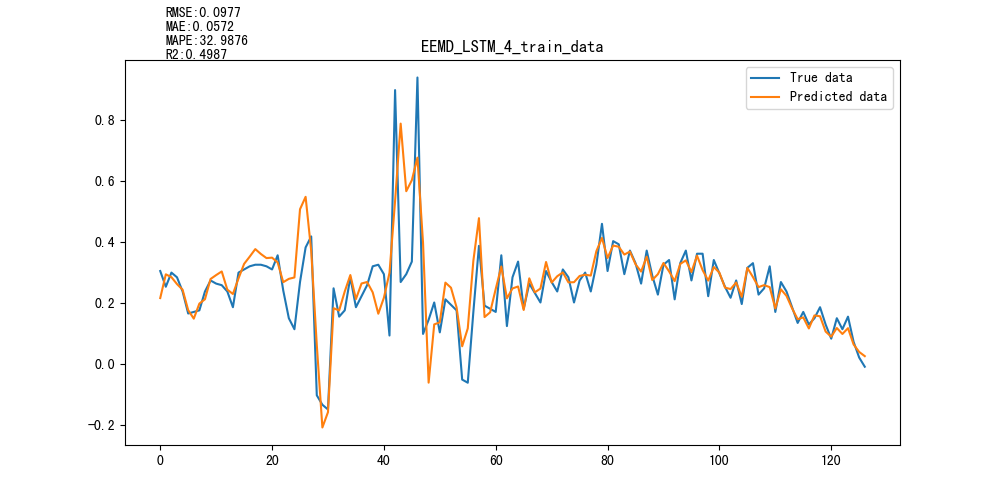 RMSE:0.0977
MAE:0.0572
MAPE:32.9876
R2:0.4987
EEMD_LSTM_4_train_data
True data
Predicted data
0.8
0.6
0.4
0.2
0.0
−0.2
0 20 40 60 80 100 120